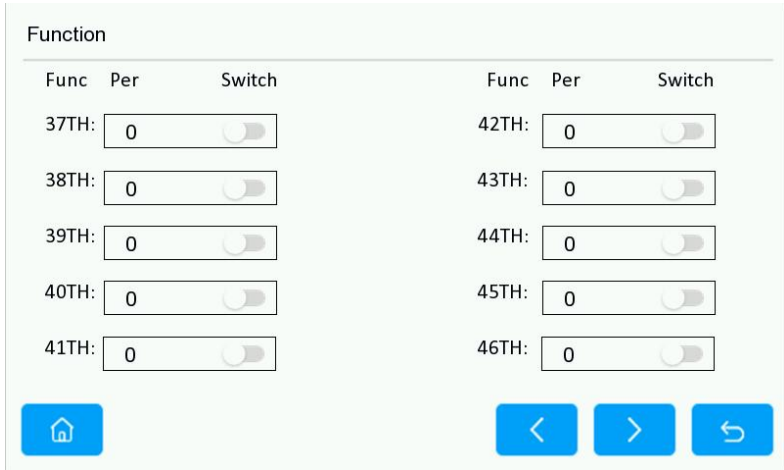 Function
Func Per Switch Func Per Switch
37TH: 0 42TH: 0
38TH: 0 43TH: 0
39TH: 0 44TH: 0
40TH: 0 45TH: 0
41TH: 0 46TH: 0